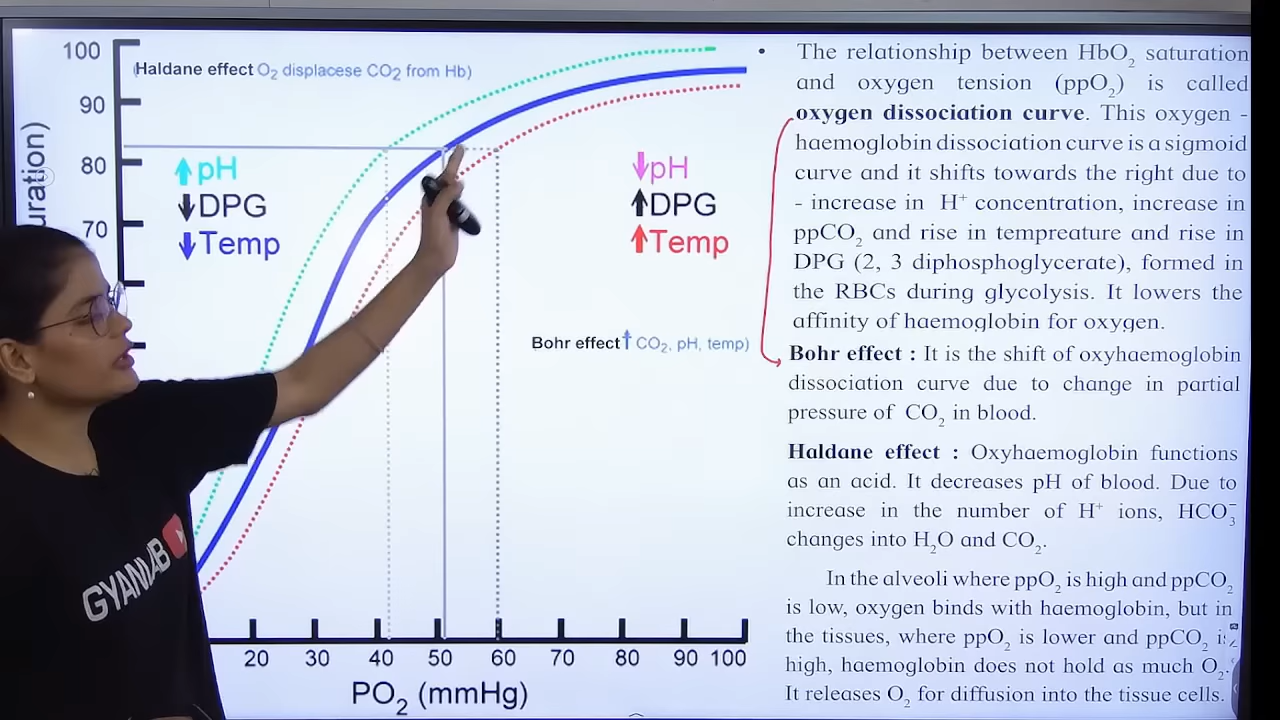 100
(Haldane effect O₂ displacese CO₂ from Hb)
90
80
70
uration)
↑pH
↓DPG
↓Temp
↓pH
↑DPG
↑Temp
Bohr effect↑ CO₂, pH, temp)
20 30 40 50 60 70 80 90 100
PO₂ (mmHg)
• The relationship between HbO₂ saturation
and oxygen tension (ppO₂) is called
oxygen dissociation curve. This oxygen -
haemoglobin dissociation curve is a sigmoid
curve and it shifts towards the right due to
- increase in H⁺ concentration, increase in
ppCO₂ and rise in tempreature and rise in
DPG (2, 3 diphosphoglycerate), formed in
the RBCs during glycolysis. It lowers the
affinity of haemoglobin for oxygen.
Bohr effect : It is the shift of oxyhaemoglobin
dissociation curve due to change in partial
pressure of CO₂ in blood.
Haldane effect : Oxyhaemoglobin functions
as an acid. It decreases pH of blood. Due to
increase in the number of H⁺ ions, HCO₃⁻
changes into H₂O and CO₂.
In the alveoli where ppO₂ is high and ppCO₂
is low, oxygen binds with haemoglobin, but in
the tissues, where ppO₂ is lower and ppCO₂ is
high, haemoglobin does not hold as much O₂.
It releases O₂ for diffusion into the tissue cells.
GYANLAB